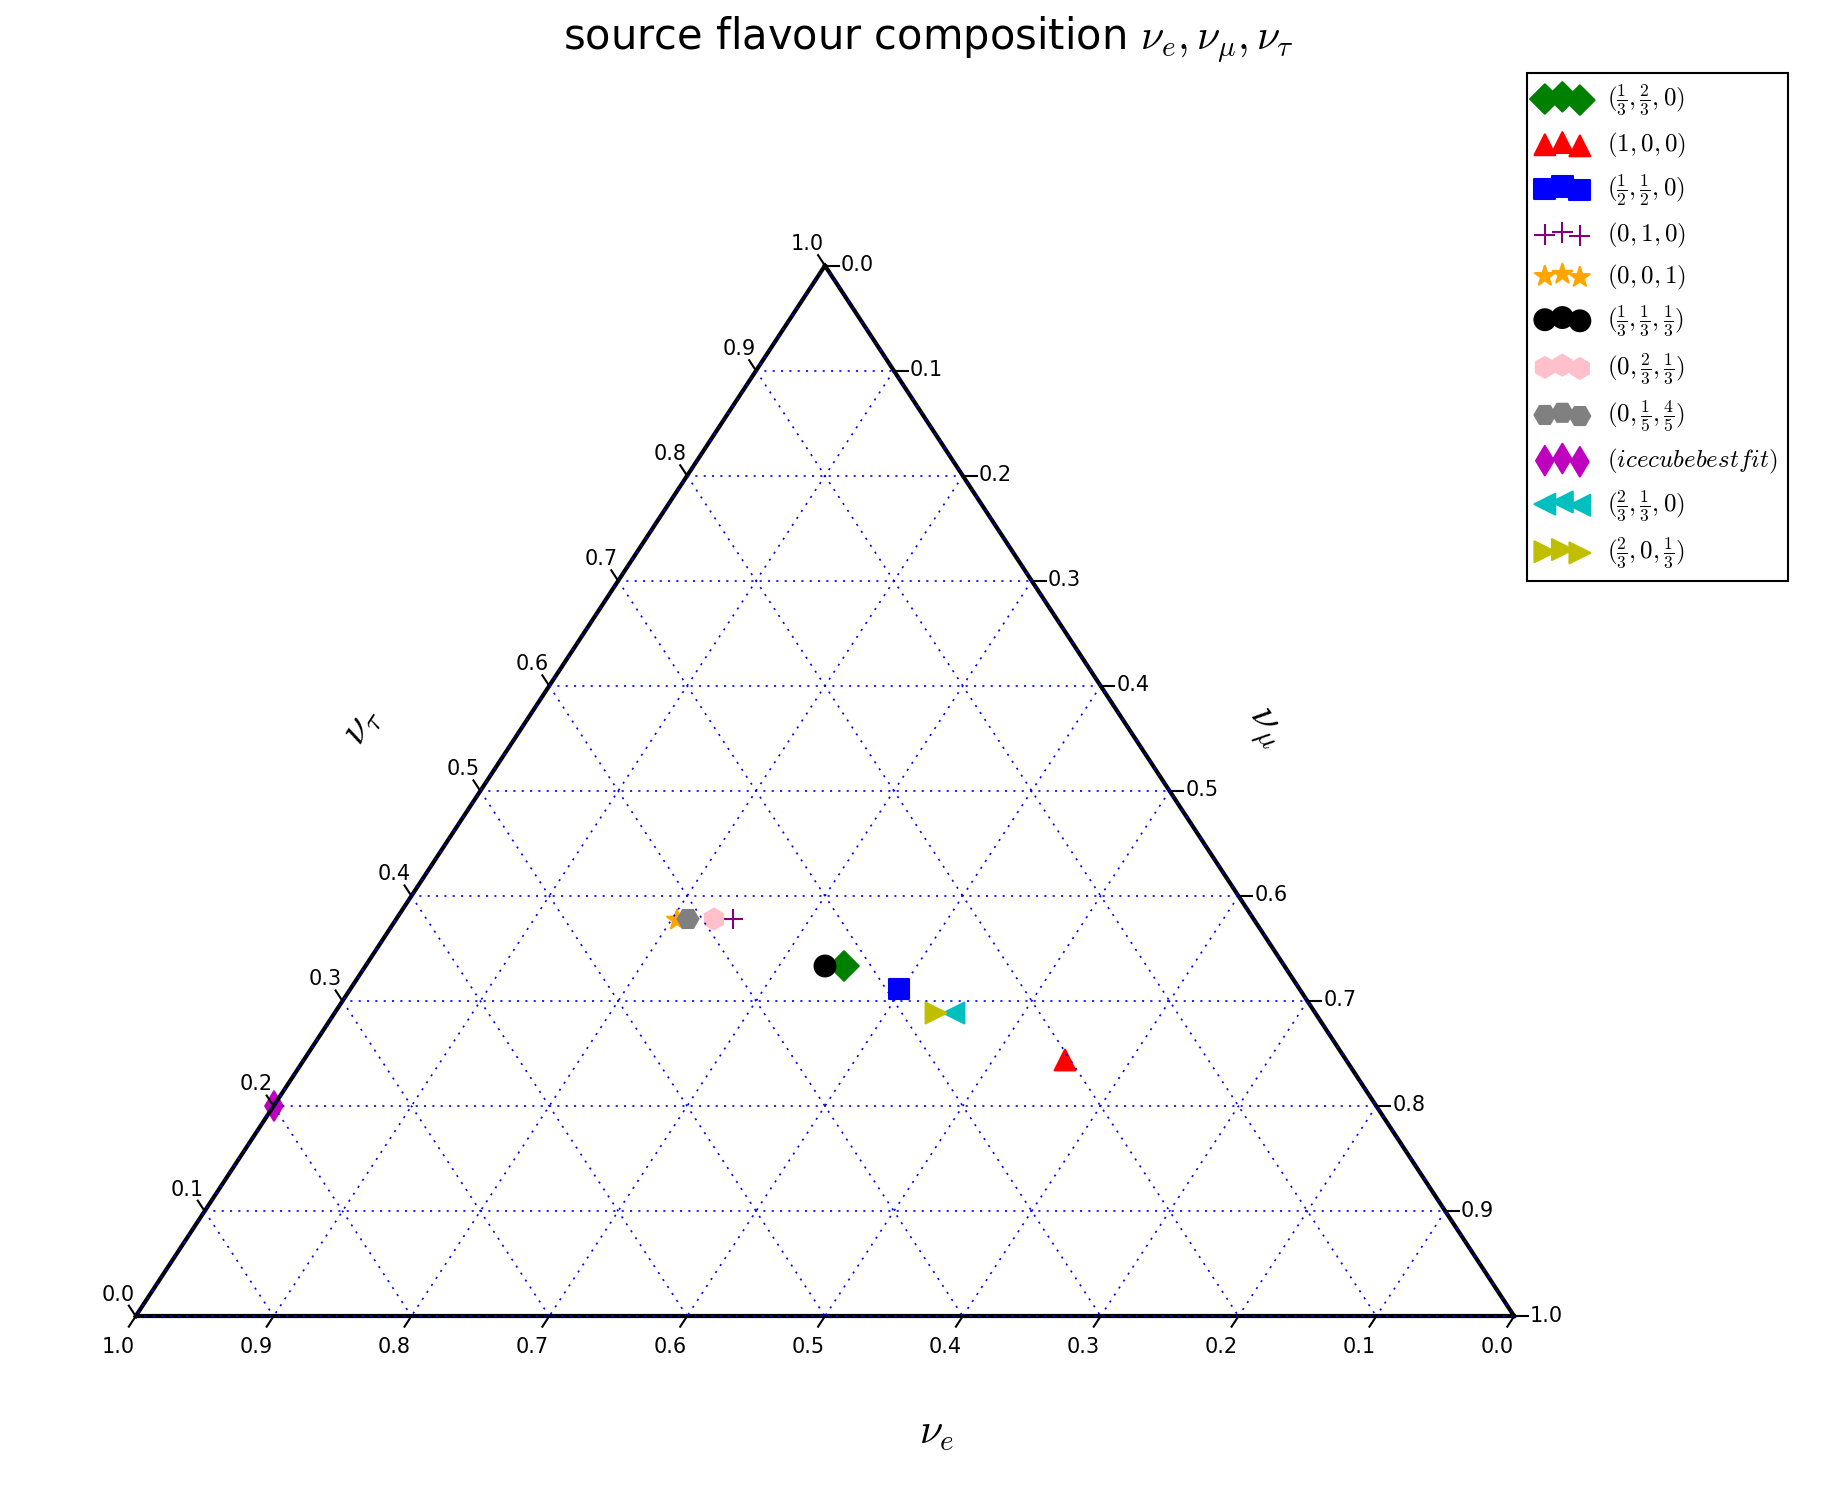 source flavour composition ν_e, ν_μ, ν_τ
(1/3, 2/3, 0)
(1, 0, 0)
(1/2, 1/2, 0)
(0, 1, 0)
(0, 0, 1)
(1/3, 1/3, 1/3)
(0, 2/3, 1/3)
(0, 1/5, 4/5)
(icecubebestfit)
(2/3, 1/3, 0)
(2/3, 0, 1/3)
1.0 0.0
0.9 0.1
0.8 0.2
0.7 0.3
0.6 0.4
ν_τ ν_μ
0.5 0.5
0.4 0.6
0.3 0.7
0.2 0.8
0.1 0.9
0.0 1.0
1.0 0.9 0.8 0.7 0.6 0.5 0.4 0.3 0.2 0.1 0.0
ν_e